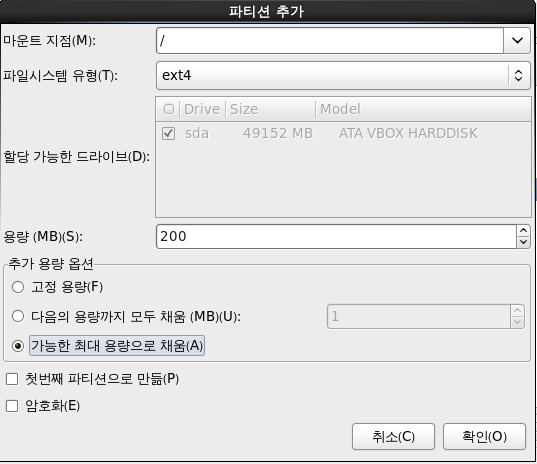 파티션 추가
마운트 지점(M): /
파일시스템 유형(T): ext4
Drive Size Model
sda 49152 MB ATA VBOX HARDDISK
할당 가능한 드라이브(D):
용량 (MB)(S): 200
추가 용량 옵션
고정 용량(F)
다음의 용량까지 모두 채움 (MB)(U): 1
가능한 최대 용량으로 채움(A)
첫번째 파티션으로 만듦(P)
암호화(E)
취소(C) 확인(O)